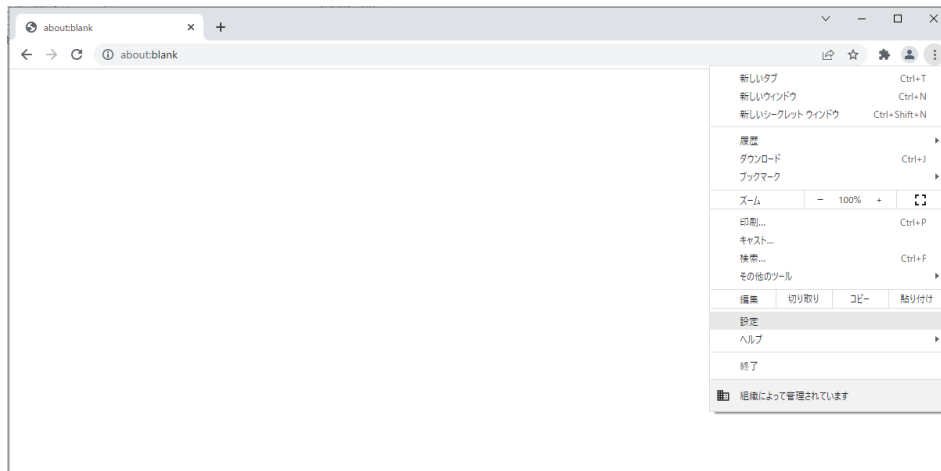 about:blank
about:blank
新しいタブ Ctrl+T
新しいウィンドウ Ctrl+N
新しいシークレット ウィンドウ Ctrl+Shift+N
履歴
ダウンロード Ctrl+J
ブックマーク
ズーム － 100% +
印刷... Ctrl+P
キャスト...
検索... Ctrl+F
その他のツール
編集 切り取り コピー 貼り付け
設定
ヘルプ
終了
組織によって管理されています